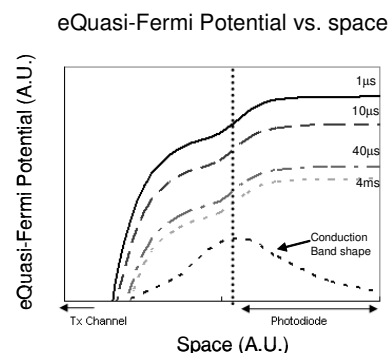 eQuasi-Fermi Potential vs. space
eQuasi-Fermi Potential (A.U.)
1μs
10μs
40μs
4ms
Conduction
Band shape
Tx Channel
Photodiode
Space (A.U.)